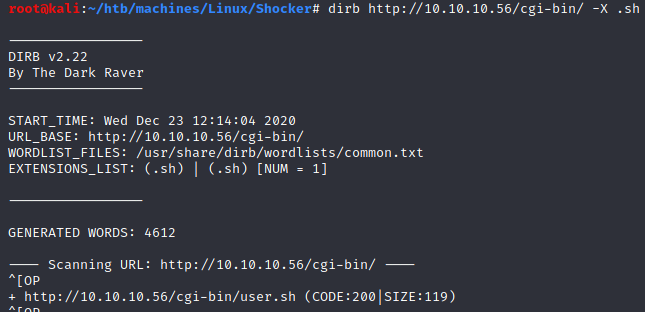 root@kali:~/htb/machines/Linux/Shocker# dirb http://10.10.10.56/cgi-bin/ -X .sh
-----------------
DIRB v2.22
By The Dark Raver
-----------------
START_TIME: Wed Dec 23 12:14:04 2020
URL_BASE: http://10.10.10.56/cgi-bin/
WORDLIST_FILES: /usr/share/dirb/wordlists/common.txt
EXTENSIONS_LIST: (.sh) | (.sh) [NUM = 1]
-----------------
GENERATED WORDS: 4612
---- Scanning URL: http://10.10.10.56/cgi-bin/ ----
^[OP
+ http://10.10.10.56/cgi-bin/user.sh (CODE:200|SIZE:119)
^[OP